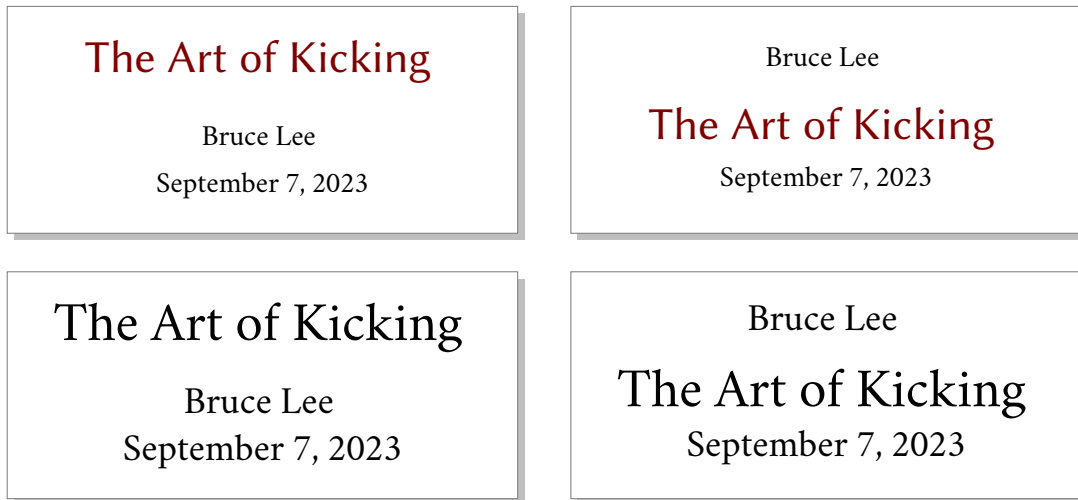 The Art of Kicking
Bruce Lee
September 7, 2023
Bruce Lee
The Art of Kicking
September 7, 2023
The Art of Kicking
Bruce Lee
September 7, 2023
Bruce Lee
The Art of Kicking
September 7, 2023